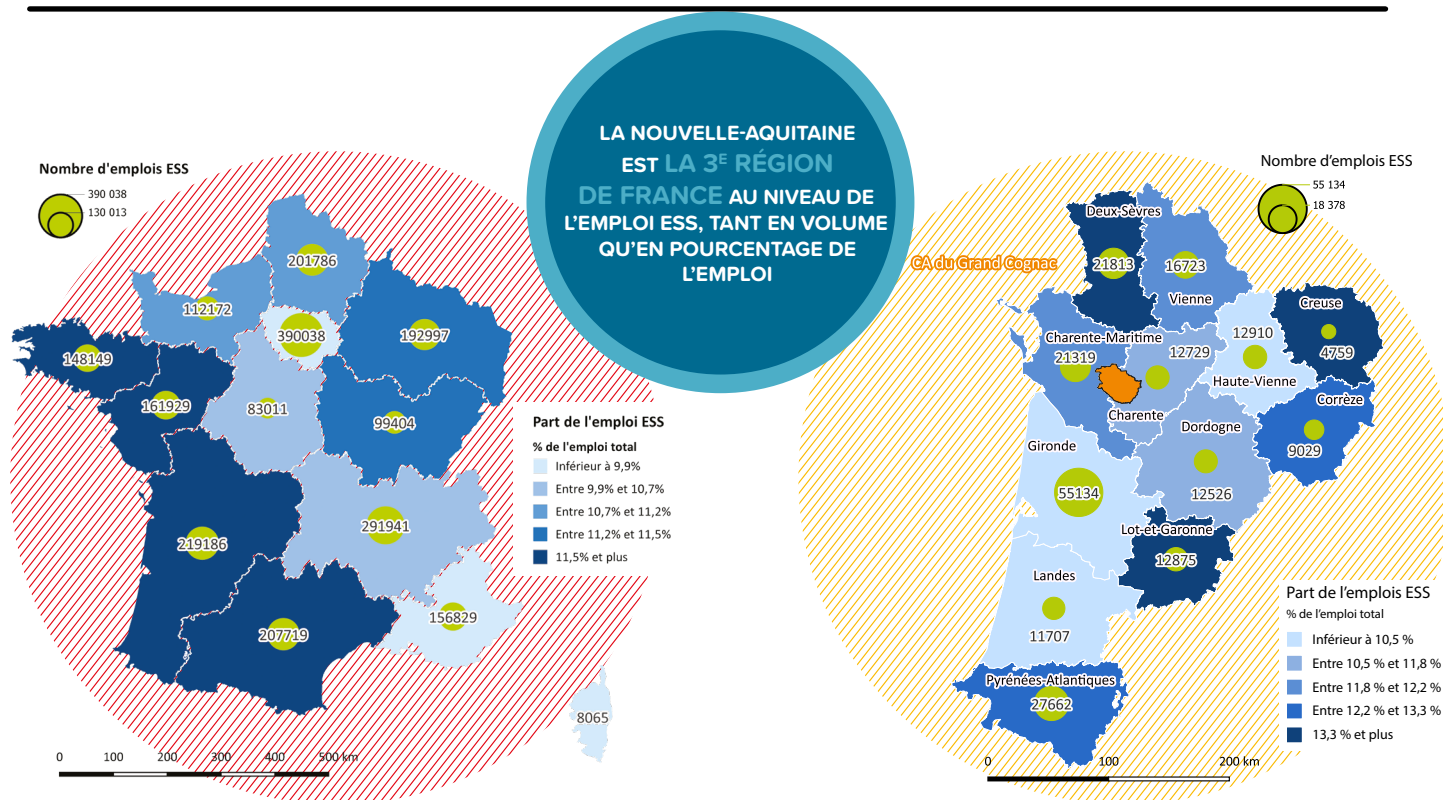 LA NOUVELLE-AQUITAINE
EST LA 3E RÉGION
DE FRANCE AU NIVEAU DE
L'EMPLOI ESS, TANT EN VOLUME
QU'EN POURCENTAGE DE
L'EMPLOI
Nombre d'emplois ESS
390 038
130 013
201786
112172
390038
192997
148149
161929
83011
99404
291941
219186
207719
156829
8065
Part de l'emploi ESS
% de l'emploi total
Inférieur à 9,9%
Entre 9,9% et 10,7%
Entre 10,7% et 11,2%
Entre 11,2% et 11,5%
11,5% et plus
0 100 200 300 400 500 km
Nombre d'emplois ESS
55 134
18 378
CA du Grand Cognac
Deux-Sèvres
21813
16723
Vienne
Creuse
4759
Charente-Maritime
21319
12729
Charente
12910
Haute-Vienne
Corrèze
9029
Dordogne
12526
Gironde
55134
Lot-et-Garonne
12875
Landes
11707
Pyrénées-Atlantiques
27662
Part de l'emplois ESS
% de l'emploi total
Inférieur à 10,5 %
Entre 10,5 % et 11,8 %
Entre 11,8 % et 12,2 %
Entre 12,2 % et 13,3 %
13,3 % et plus
0 100 200 km